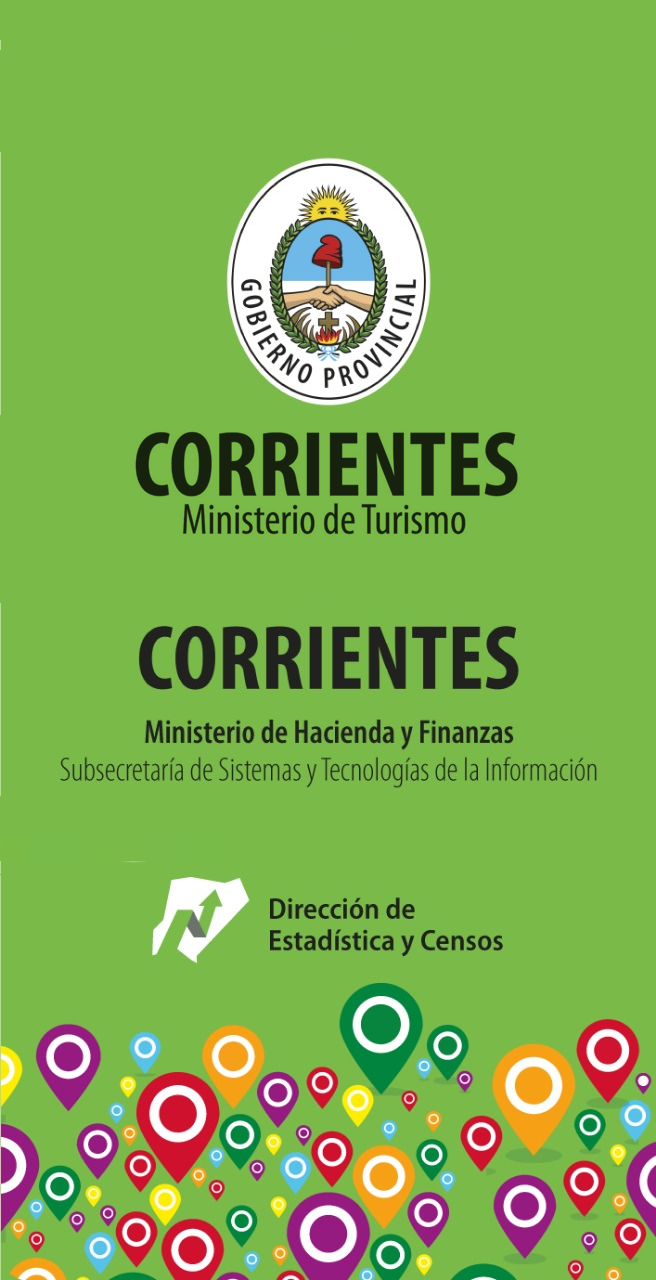 GOBIERNO PROVINCIAL
CORRIENTES
Ministerio de Turismo
CORRIENTES
Ministerio de Hacienda y Finanzas
Subsecretaría de Sistemas y Tecnologías de la Información
Dirección de
Estadística y Censos